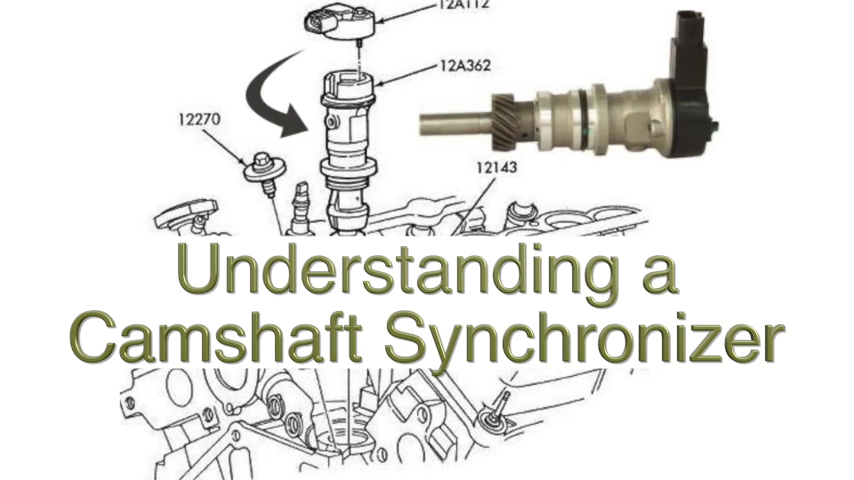 12A112
12A362
12270
12143
Understanding a
Camshaft Synchronizer